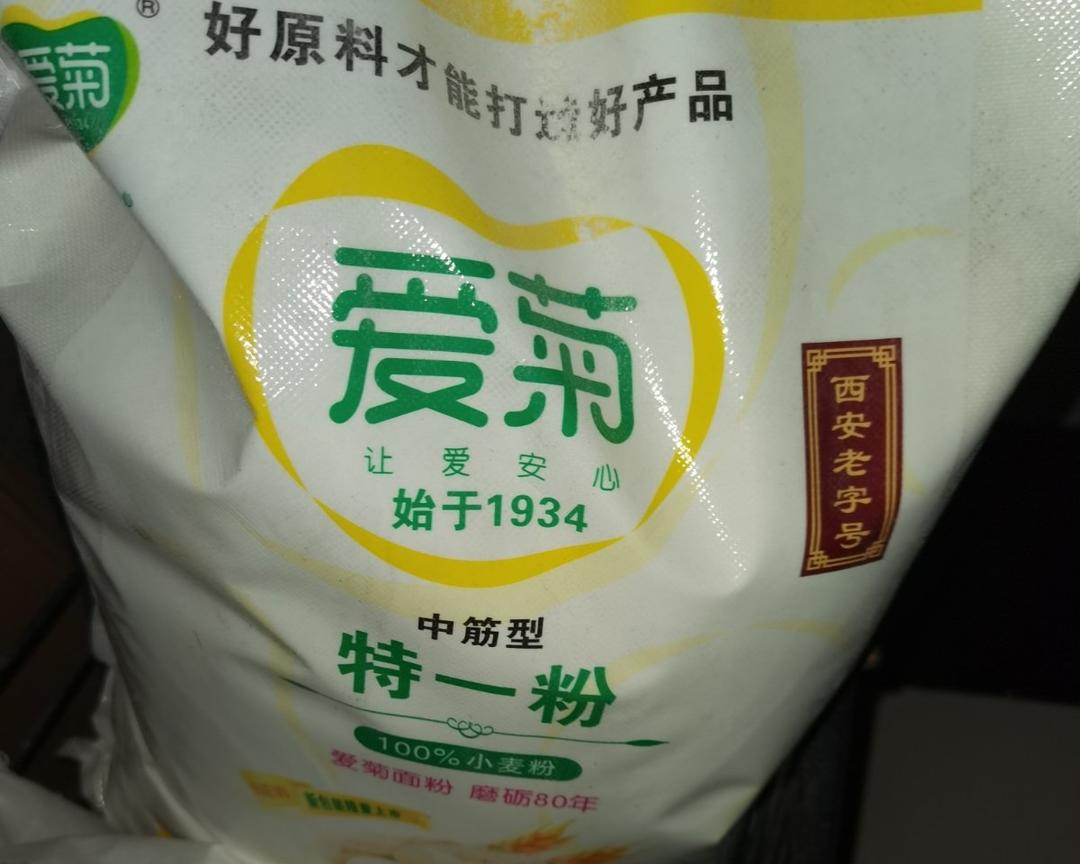 爱菊
®
好原料才能打造好产品
爱菊
让爱安心
始于1934
西安老字号
中筋型
特一粉
100%小麦粉
爱菊面粉 磨砺80年